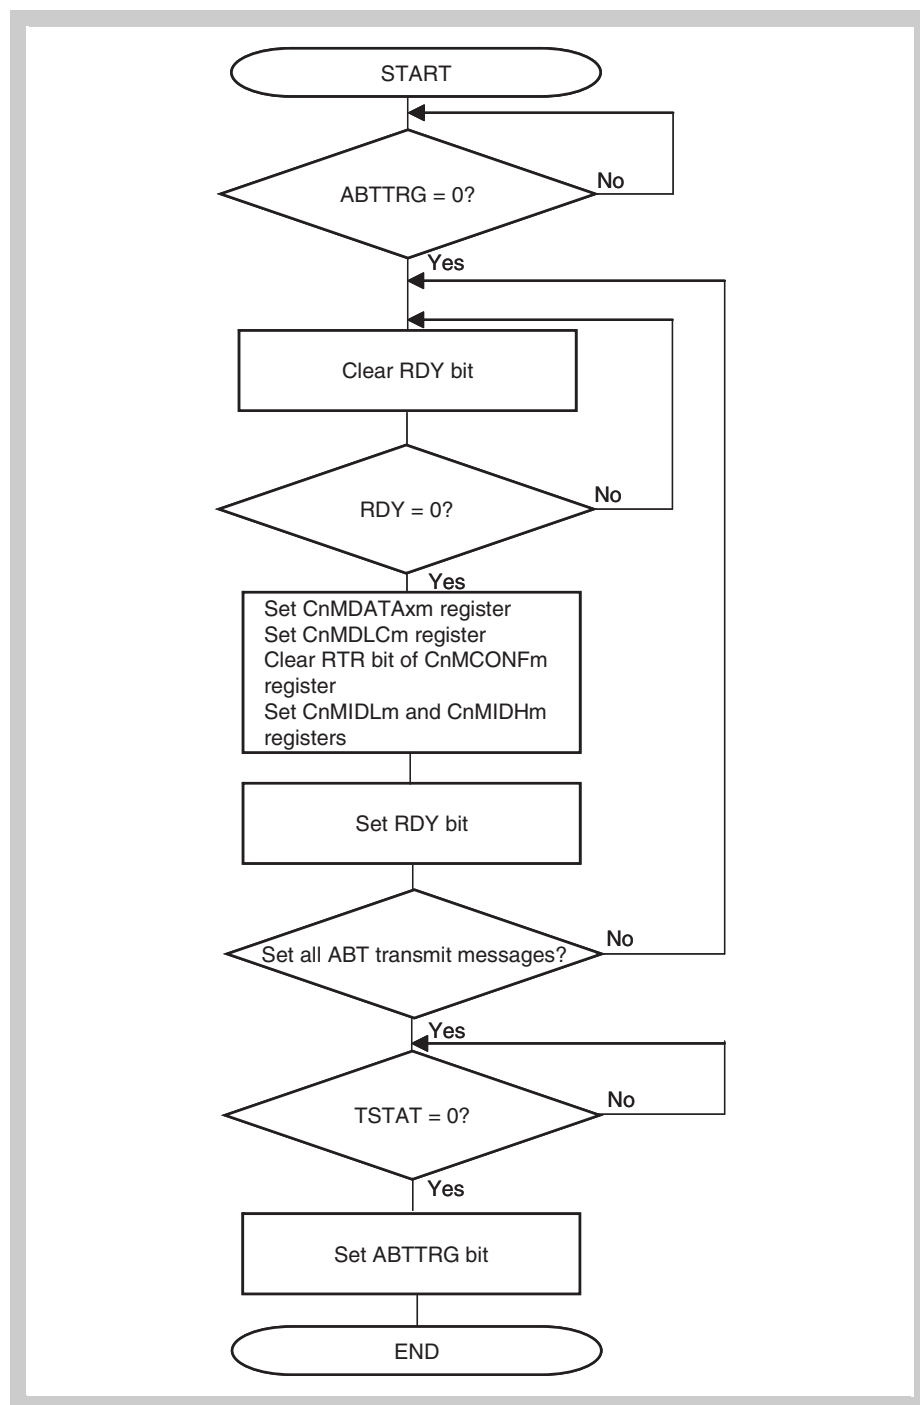 START
ABTTRG = 0?
No
Yes
Clear RDY bit
RDY = 0?
No
Yes
Set CnMDATAxm register
Set CnMDLCm register
Clear RTR bit of CnMCONFm
register
Set CnMIDLm and CnMIDHm
registers
Set RDY bit
Set all ABT transmit messages?
No
Yes
TSTAT = 0?
No
Yes
Set ABTTRG bit
END